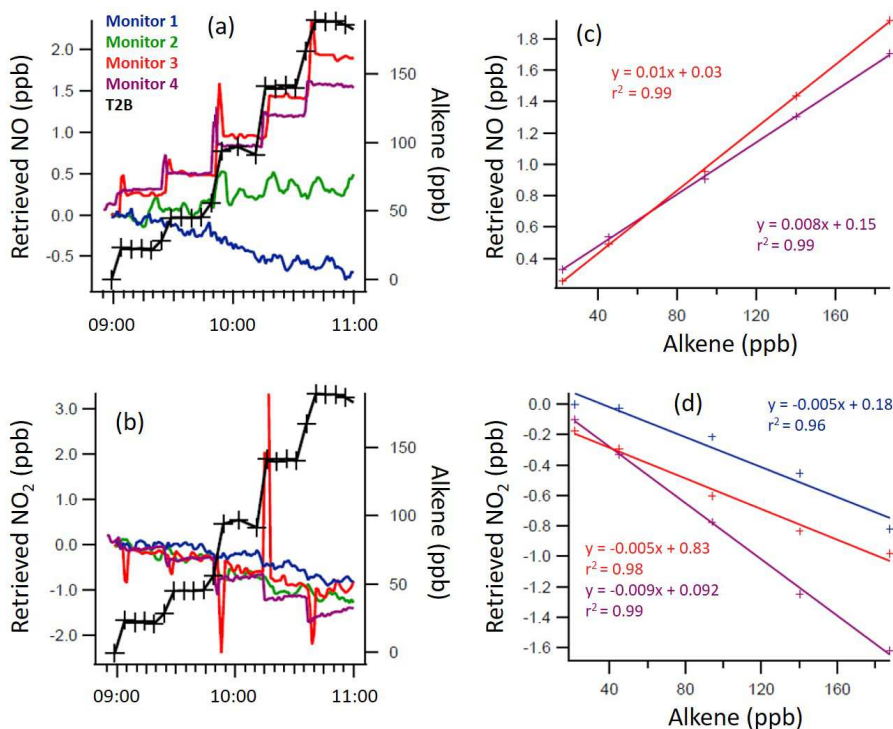 Monitor 1
Monitor 2
Monitor 3
Monitor 4
T2B
(a)
Retrieved NO (ppb)
2.0
1.5
1.0
0.5
0.0
-0.5
Alkene (ppb)
150
100
50
0
09:00 10:00 11:00
(c)
Retrieved NO (ppb)
1.8
1.6
1.4
1.2
1.0
0.8
0.6
0.4
y = 0.01x + 0.03
r² = 0.99
y = 0.008x + 0.15
r² = 0.99
40 80 120 160
Alkene (ppb)
(b)
Retrieved NO₂ (ppb)
3.0
2.0
1.0
0.0
-1.0
-2.0
Alkene (ppb)
150
100
50
0
09:00 10:00 11:00
(d)
Retrieved NO₂ (ppb)
0.0
-0.2
-0.4
-0.6
-0.8
-1.0
-1.2
-1.4
-1.6
y = -0.005x + 0.18
r² = 0.96
y = -0.005x + 0.83
r² = 0.98
y = -0.009x + 0.092
r² = 0.99
40 80 120 160
Alkene (ppb)